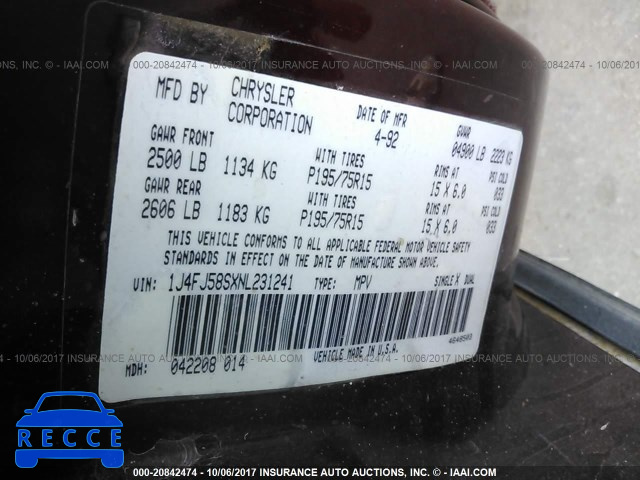 000-20842474 - 10/06/2017 INSURANCE AUTO AUCTIONS, INC. - IAAI.COM
MFD BY CHRYSLER CORPORATION DATE OF MFR 4-92 GVWR 04900 LB 2223 KG
GAWR FRONT WITH TIRES RIMS AT PSI COLD
2500 LB 1134 KG P195/75R15 15 X 6.0 033
GAWR REAR WITH TIRES RIMS AT PSI COLD
2606 LB 1183 KG P195/75R15 15 X 6.0 033
THIS VEHICLE CONFORMS TO ALL APPLICABLE FEDERAL MOTOR VEHICLE SAFETY
STANDARDS IN EFFECT ON THE DATE OF MANUFACTURE SHOWN ABOVE.
VIN: 1J4FJ58SXNL231241 TYPE: MPV SINGLE X DUAL
VEHICLE MADE IN U.S.A.
MDH: 042208 014
RECCE
000-20842474 - 10/06/2017 INSURANCE AUTO AUCTIONS, INC. - IAAI.COM